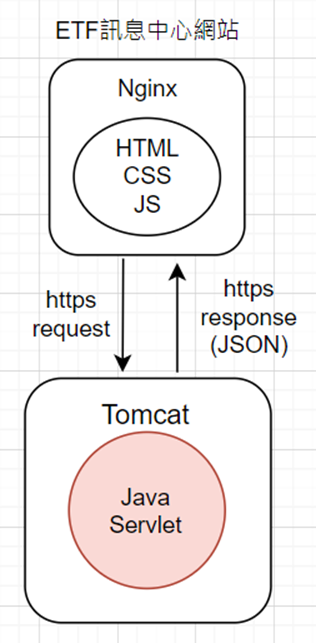 ETF訊息中心網站
Nginx
HTML
CSS
JS
https
request
https
response
(JSON)
Tomcat
Java
Servlet